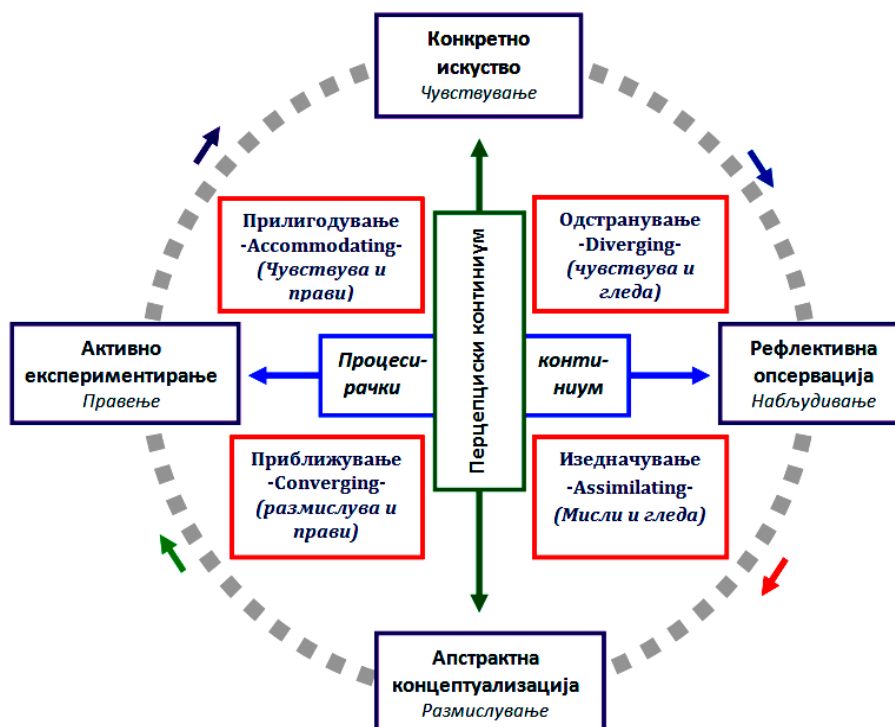 Конкретно
искуство
Чувствување
Прилигодување
-Accommodating-
(Чувствува и
прави)
Одстранување
-Diverging-
(чувствува и
гледа)
Перцепциски континиум
Активно
експериментирање
Правење
Процеси-
рачки
конти-
ниум
Рефлективна
опсервација
Набљудивање
Приближување
-Converging-
(размислува и
прави)
Изедначување
-Assimilating-
(Мисли и гледа)
Апстрактна
концептуализација
Размислување